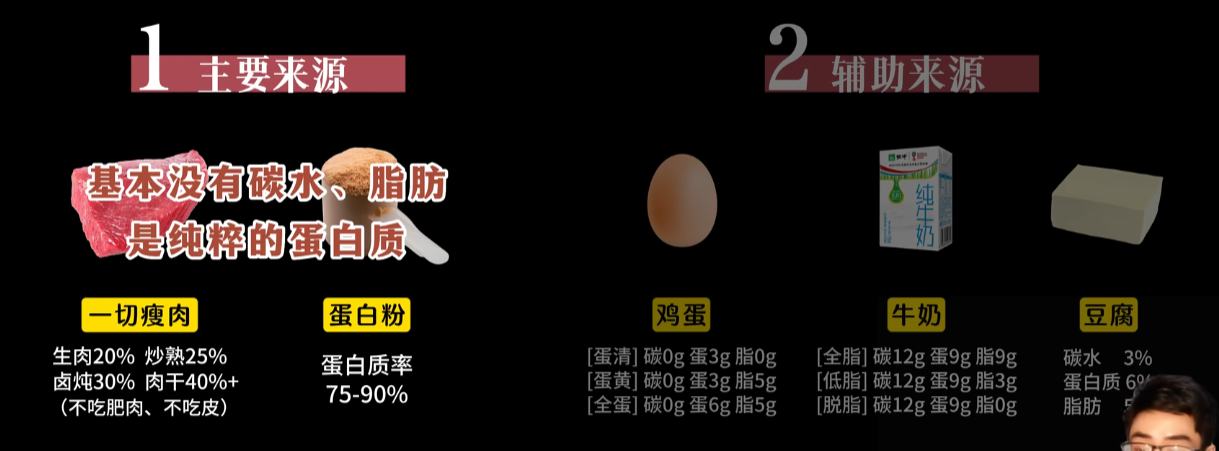 1 主要来源
基本没有碳水、脂肪
是纯粹的蛋白质
一切瘦肉
生肉20% 炒熟25%
卤炖30% 肉干40%+
（不吃肥肉、不吃皮）
蛋白粉
蛋白质率
75-90%
2 辅助来源
鸡蛋
[蛋清] 碳0g 蛋3g 脂0g
[蛋黄] 碳0g 蛋3g 脂5g
[全蛋] 碳0g 蛋6g 脂5g
纯牛奶
牛奶
[全脂] 碳12g 蛋9g 脂9g
[低脂] 碳12g 蛋9g 脂3g
[脱脂] 碳12g 蛋9g 脂0g
豆腐
碳水 3%
蛋白质 6%
脂肪